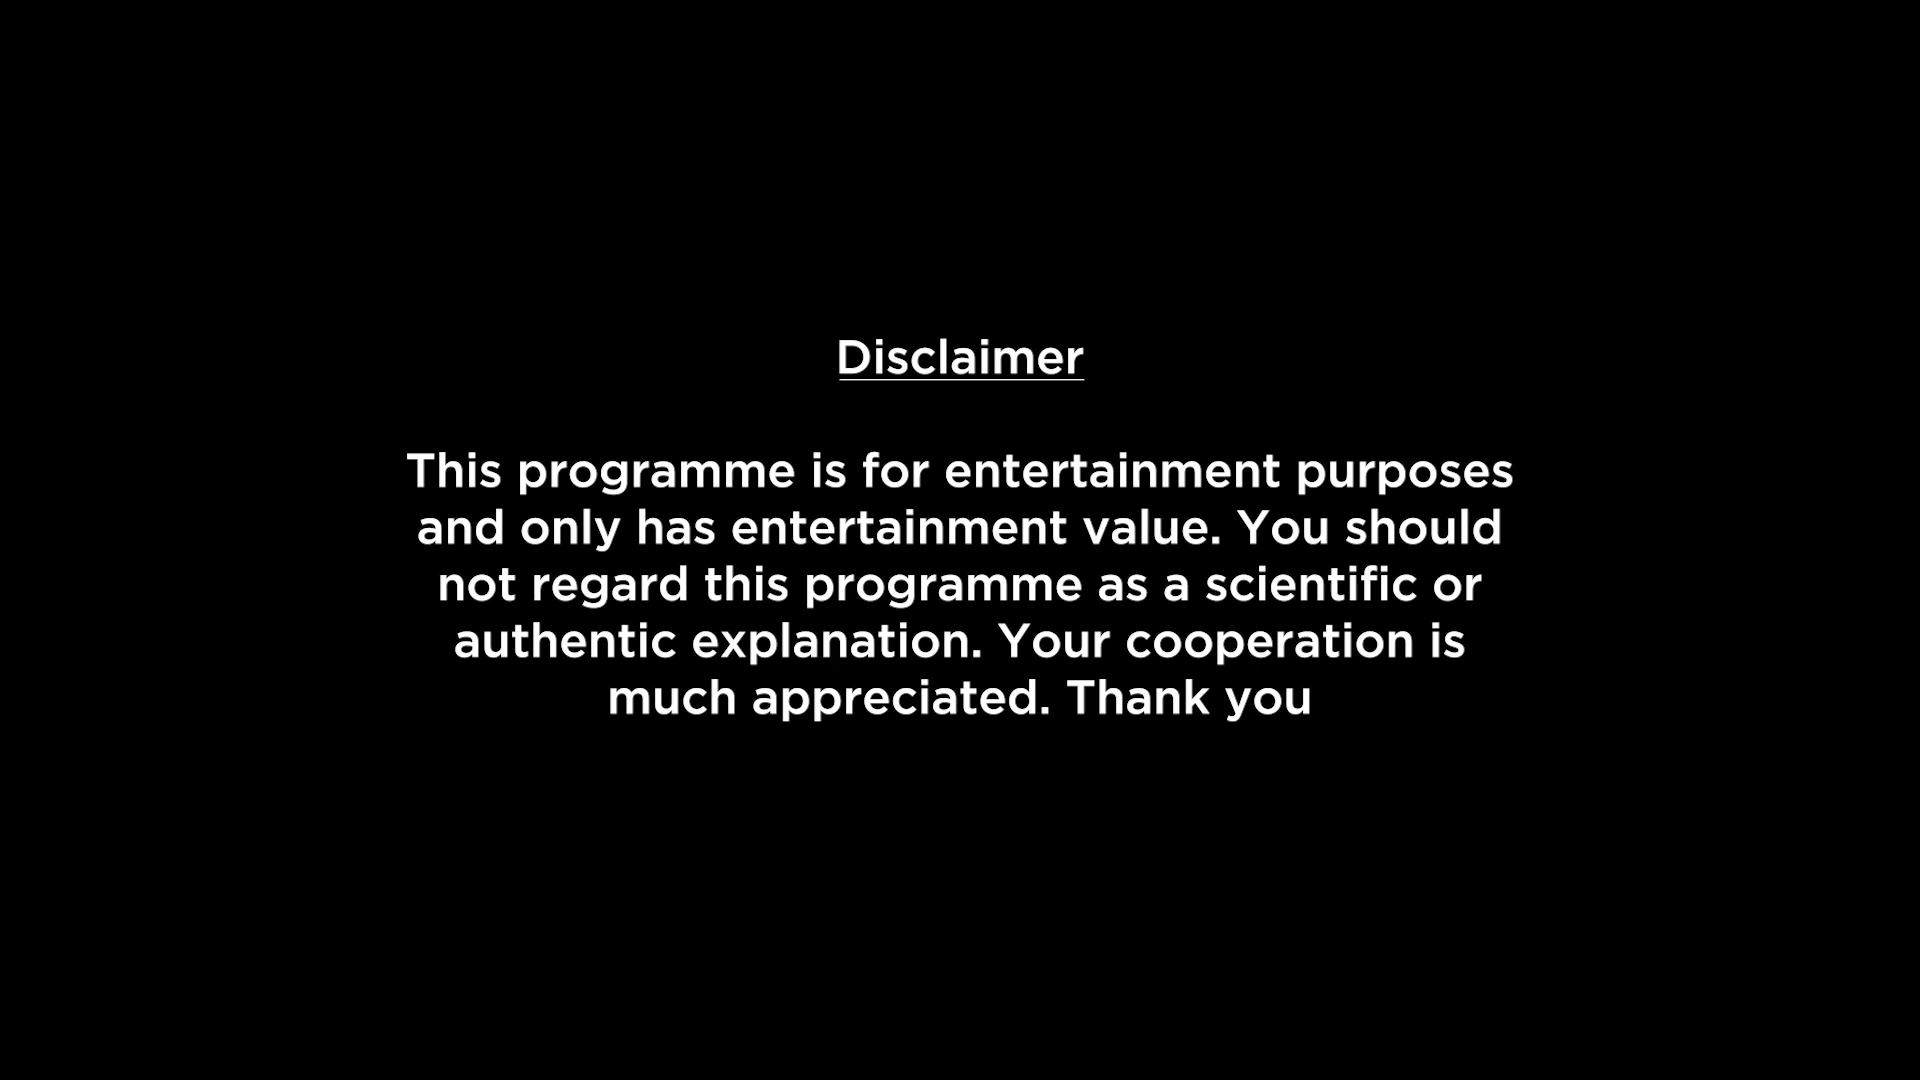 Disclaimer
This programme is for entertainment purposes
and only has entertainment value. You should
not regard this programme as a scientific or
authentic explanation. Your cooperation is
much appreciated. Thank you